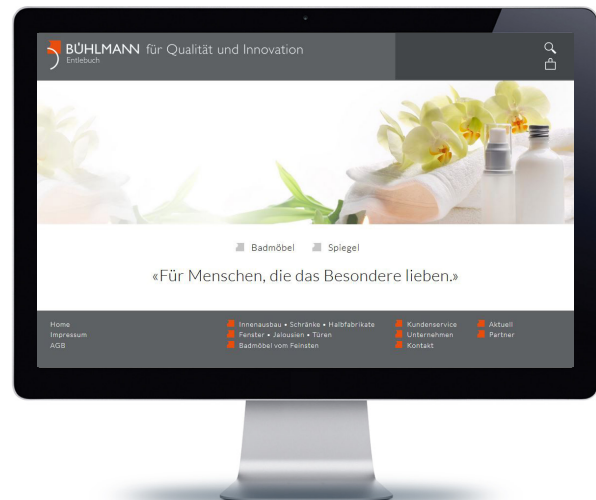 BÜHLMANN für Qualität und Innovation
Entlebuch
Badmöbel Spiegel
«Für Menschen, die das Besondere lieben.»
Home
Impressum
AGB
Innenausbau • Schränke • Halbfabrikate
Fenster • Jalousien • Türen
Badmöbel vom Feinsten
Kundenservice
Unternehmen
Kontakt
Aktuell
Partner